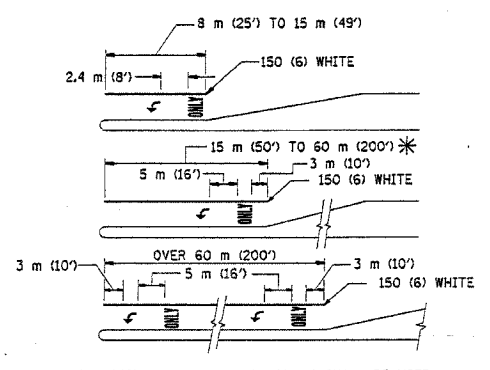 8 m (25') TO 15 m (49')
150 (6) WHITE
2.4 m (8')
ONLY
15 m (50') TO 60 m (200') *
5 m (16')
3 m (10')
150 (6) WHITE
ONLY
OVER 60 m (200')
3 m (10')
5 m (16')
3 m (10')
150 (6) WHITE
ONLY
ONLY